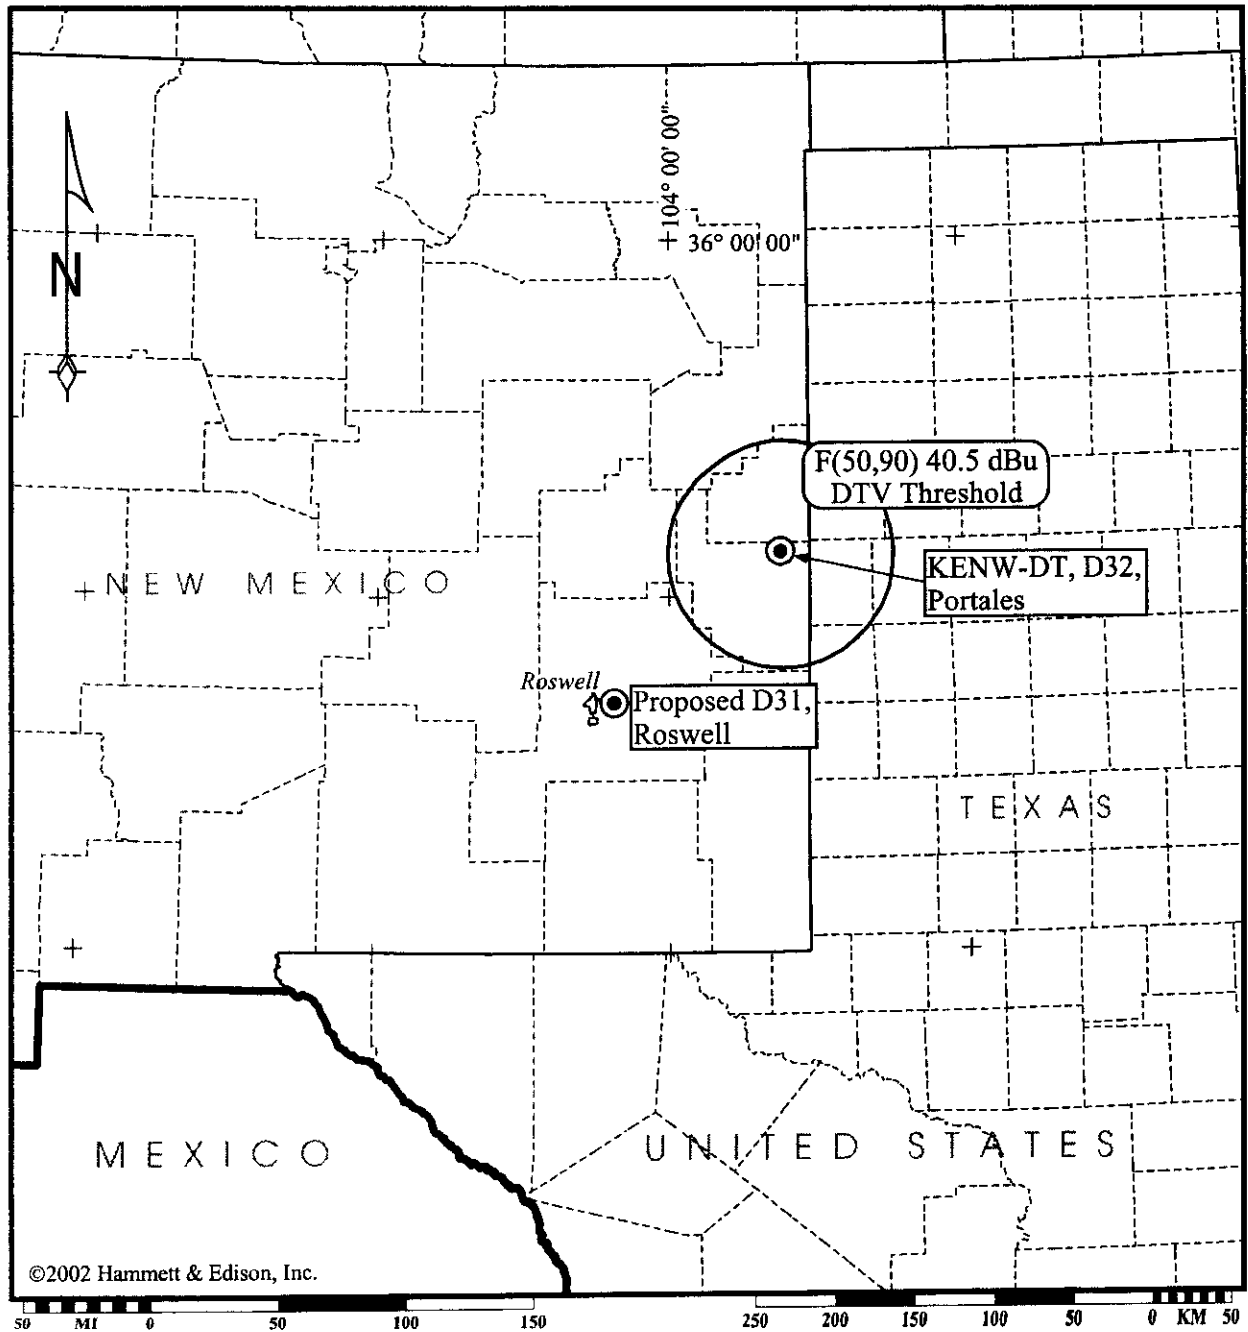 104° 00' 00"
36° 00' 00"
N
F(50,90) 40.5 dBu
DTV Threshold
KENW-DT, D32,
Portales
NEW MEXICO
Roswell
Proposed D31,
Roswell
TEXAS
MEXICO
UNITED STATES
©2002 Hammett & Edison, Inc.
50 MI 0 50 100 150 250 200 150 100 50 0 KM 50